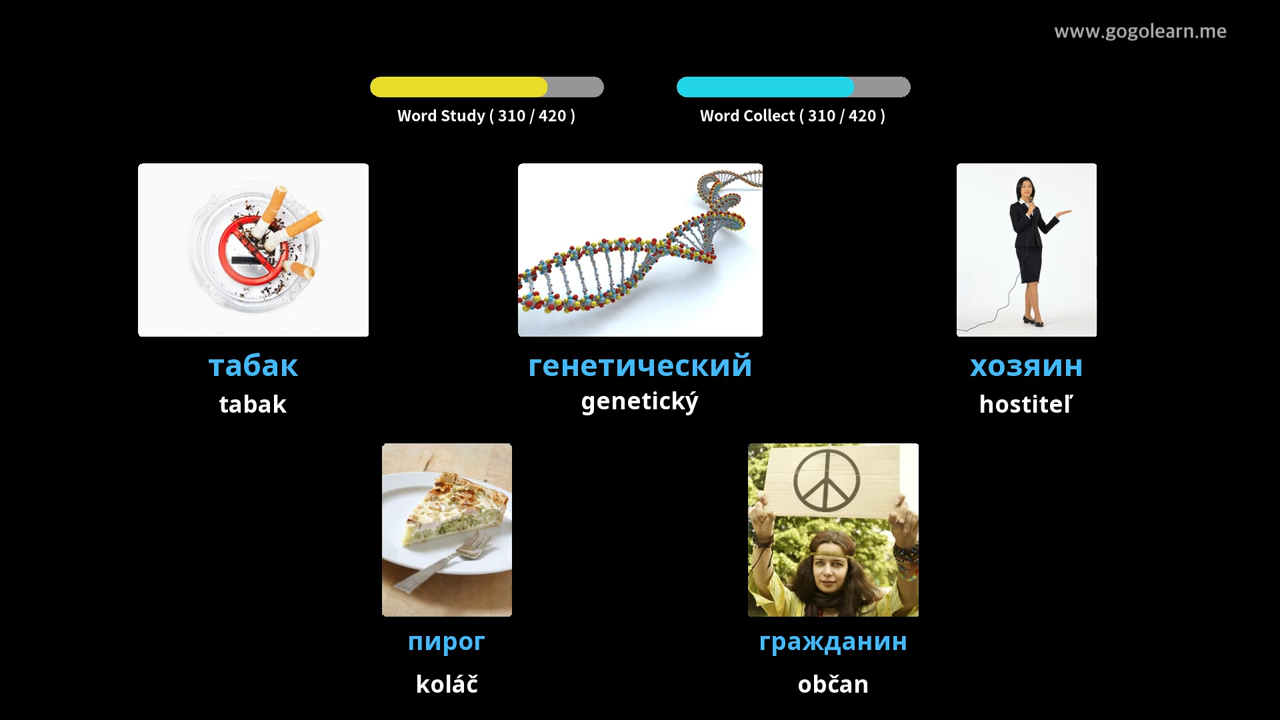 www.gogolearn.me
Word Study ( 310 / 420 )
Word Collect ( 310 / 420 )
табак
генетический
хозяин
tabak
genetický
hostiteľ
пирог
гражданин
koláč
občan